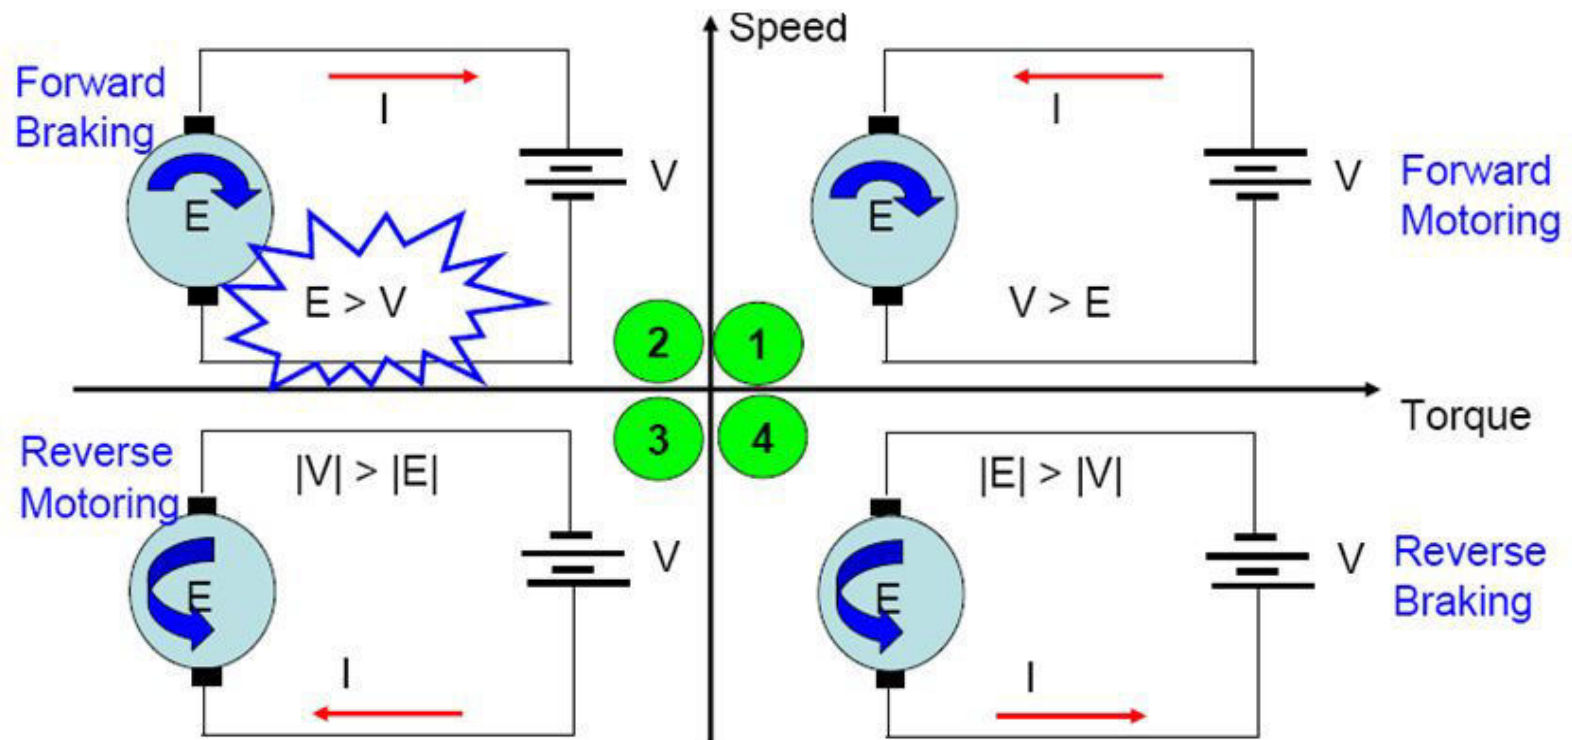 Speed
Forward
Braking
I
V
E
E > V
I
V
Forward
Motoring
E
V > E
2
1
3
4
Torque
Reverse
Motoring
|V| > |E|
V
E
I
|E| > |V|
V
Reverse
Braking
E
I